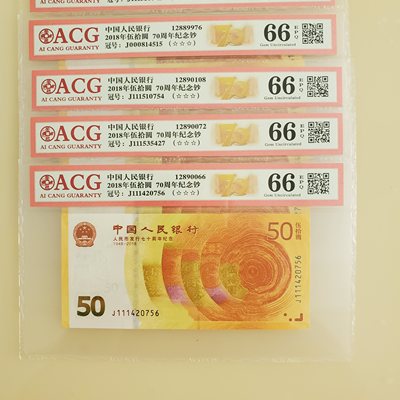 ACG
AI CANG GUARANTY
中国人民银行 12889976
2018年伍拾圆 70周年纪念钞
冠号: J000814515 (☆☆☆)
66 EPQ
Gem Uncirculated
ACG
AI CANG GUARANTY
中国人民银行 12890108
2018年伍拾圆 70周年纪念钞
冠号: J111510754 (☆☆☆)
66 EPQ
Gem Uncirculated
ACG
AI CANG GUARANTY
中国人民银行 12890072
2018年伍拾圆 70周年纪念钞
冠号: J111535427 (☆☆☆)
66 EPQ
Gem Uncirculated
ACG
AI CANG GUARANTY
中国人民银行 12890066
2018年伍拾圆 70周年纪念钞
冠号: J111420756 (☆☆☆)
66 EPQ
Gem Uncirculated
中国人民银行
人民币发行七十周年纪念
1948-2018
50 伍拾圆
50
J111420756